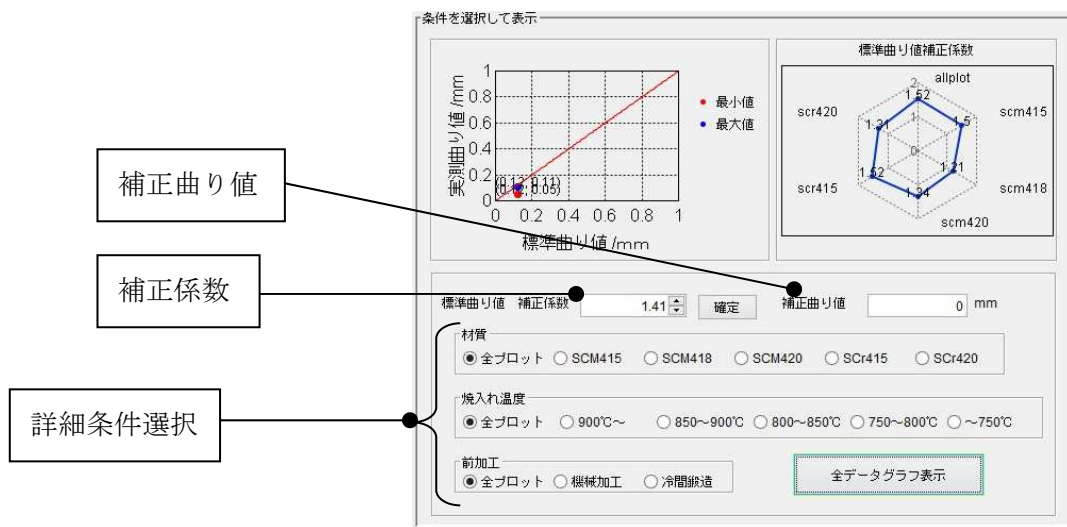 条件を選択して表示
実測曲り値/mm
1
0.8
0.6
0.4
0.2
0
0 0.2 0.4 0.6 0.8 1
標準曲り値/mm
(0.12, 0.11)
(0.12, 0.05)
最小値
最大値
標準曲り値補正係数
allplot
scm415
scm418
scm420
scr415
scr420
2
1
0
1.52
1.5
1.21
1.34
1.52
1.31
補正曲り値
補正係数
詳細条件選択
標準曲り値 補正係数 1.41 確定 補正曲り値 0 mm
材質
全プロット SCM415 SCM418 SCM420 SCr415 SCr420
焼入れ温度
全プロット 900℃～ 850～900℃ 800～850℃ 750～800℃ ～750℃
前加工
全プロット 機械加工 冷間鍛造
全データグラフ表示